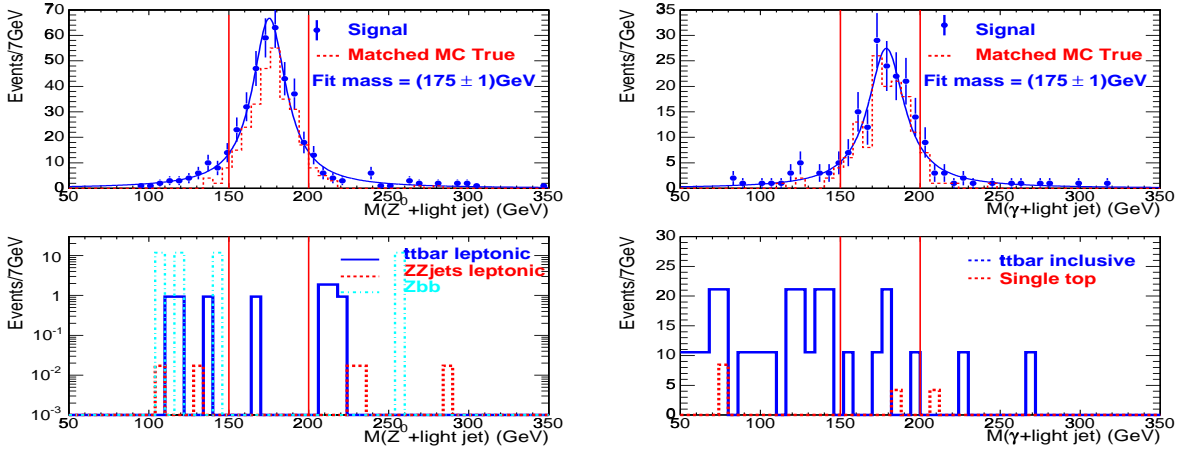 Events/7GeV
70
60
50
40
30
20
10
0
Signal
Matched MC True
Fit mass = (175 ± 1)GeV
50 100 150 200 250 300 350
M(Z +light jet) (GeV)
Events/7GeV
35
30
25
20
15
10
5
0
Signal
Matched MC True
Fit mass = (175 ± 1)GeV
50 100 150 200 250 300 350
M(γ+light jet) (GeV)
Events/7GeV
10
1
10⁻¹
10⁻²
10⁻³
ttbar leptonic
ZZjets leptonic
Zbb
50 100 150 200 250 300 350
M(Z +light jet) (GeV)
Events/7GeV
30
25
20
15
10
5
0
ttbar inclusive
Single top
50 100 150 200 250 300 350
M(γ+light jet) (GeV)